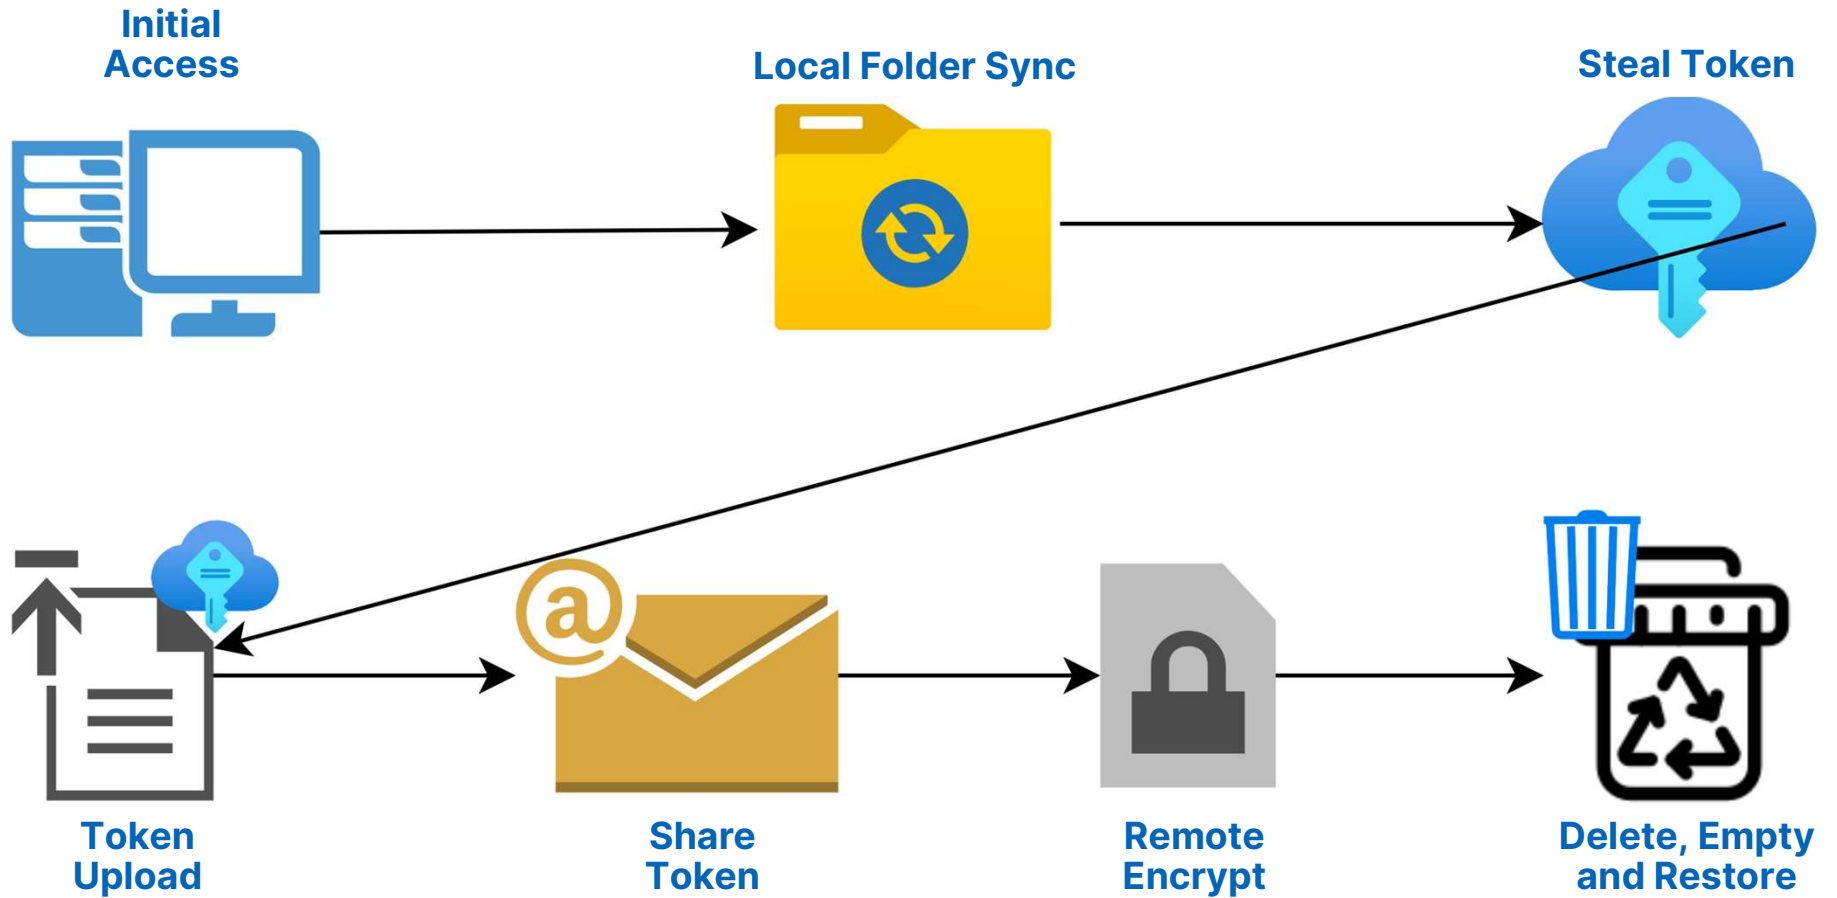 Initial
Access
Local Folder Sync
Steal Token
a
Token
Upload
Share
Token
Remote
Encrypt
Delete, Empty
and Restore